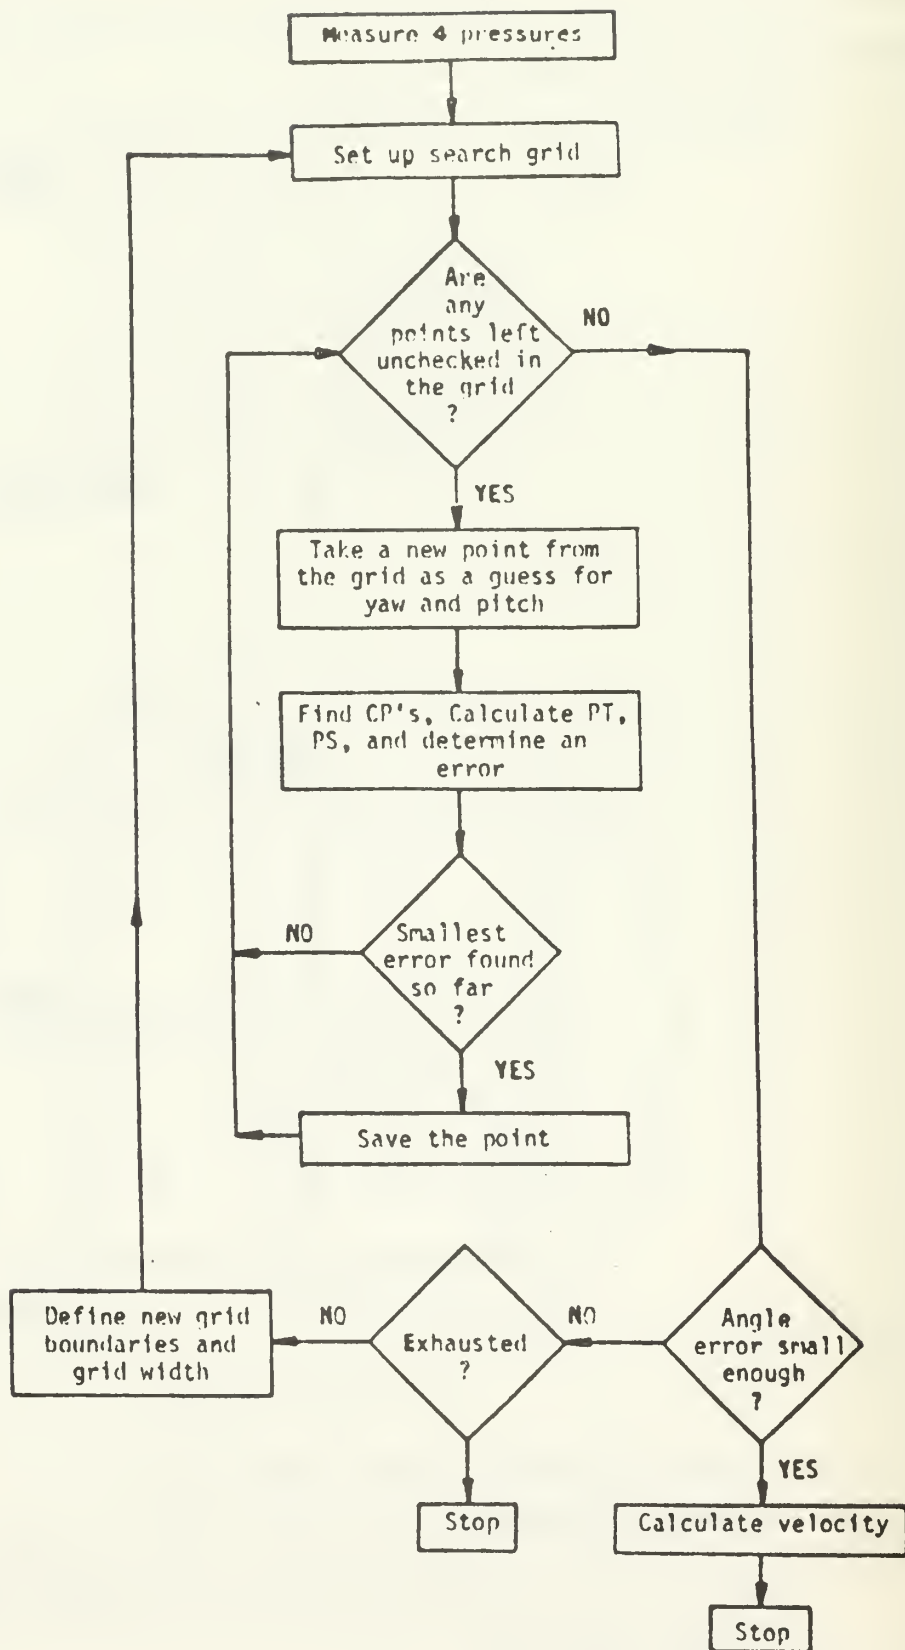 Measure 4 pressures
Set up search grid
Are
any
points left
unchecked in
the grid
?
NO
YES
Take a new point from
the grid as a guess for
yaw and pitch
Find CP's, Calculate PT,
PS, and determine an
error
NO
Smallest
error found
so far
?
YES
Save the point
Define new grid
boundaries and
grid width
NO
Exhausted
?
NO
Angle
error small
enough
?
YES
Stop
Calculate velocity
Stop